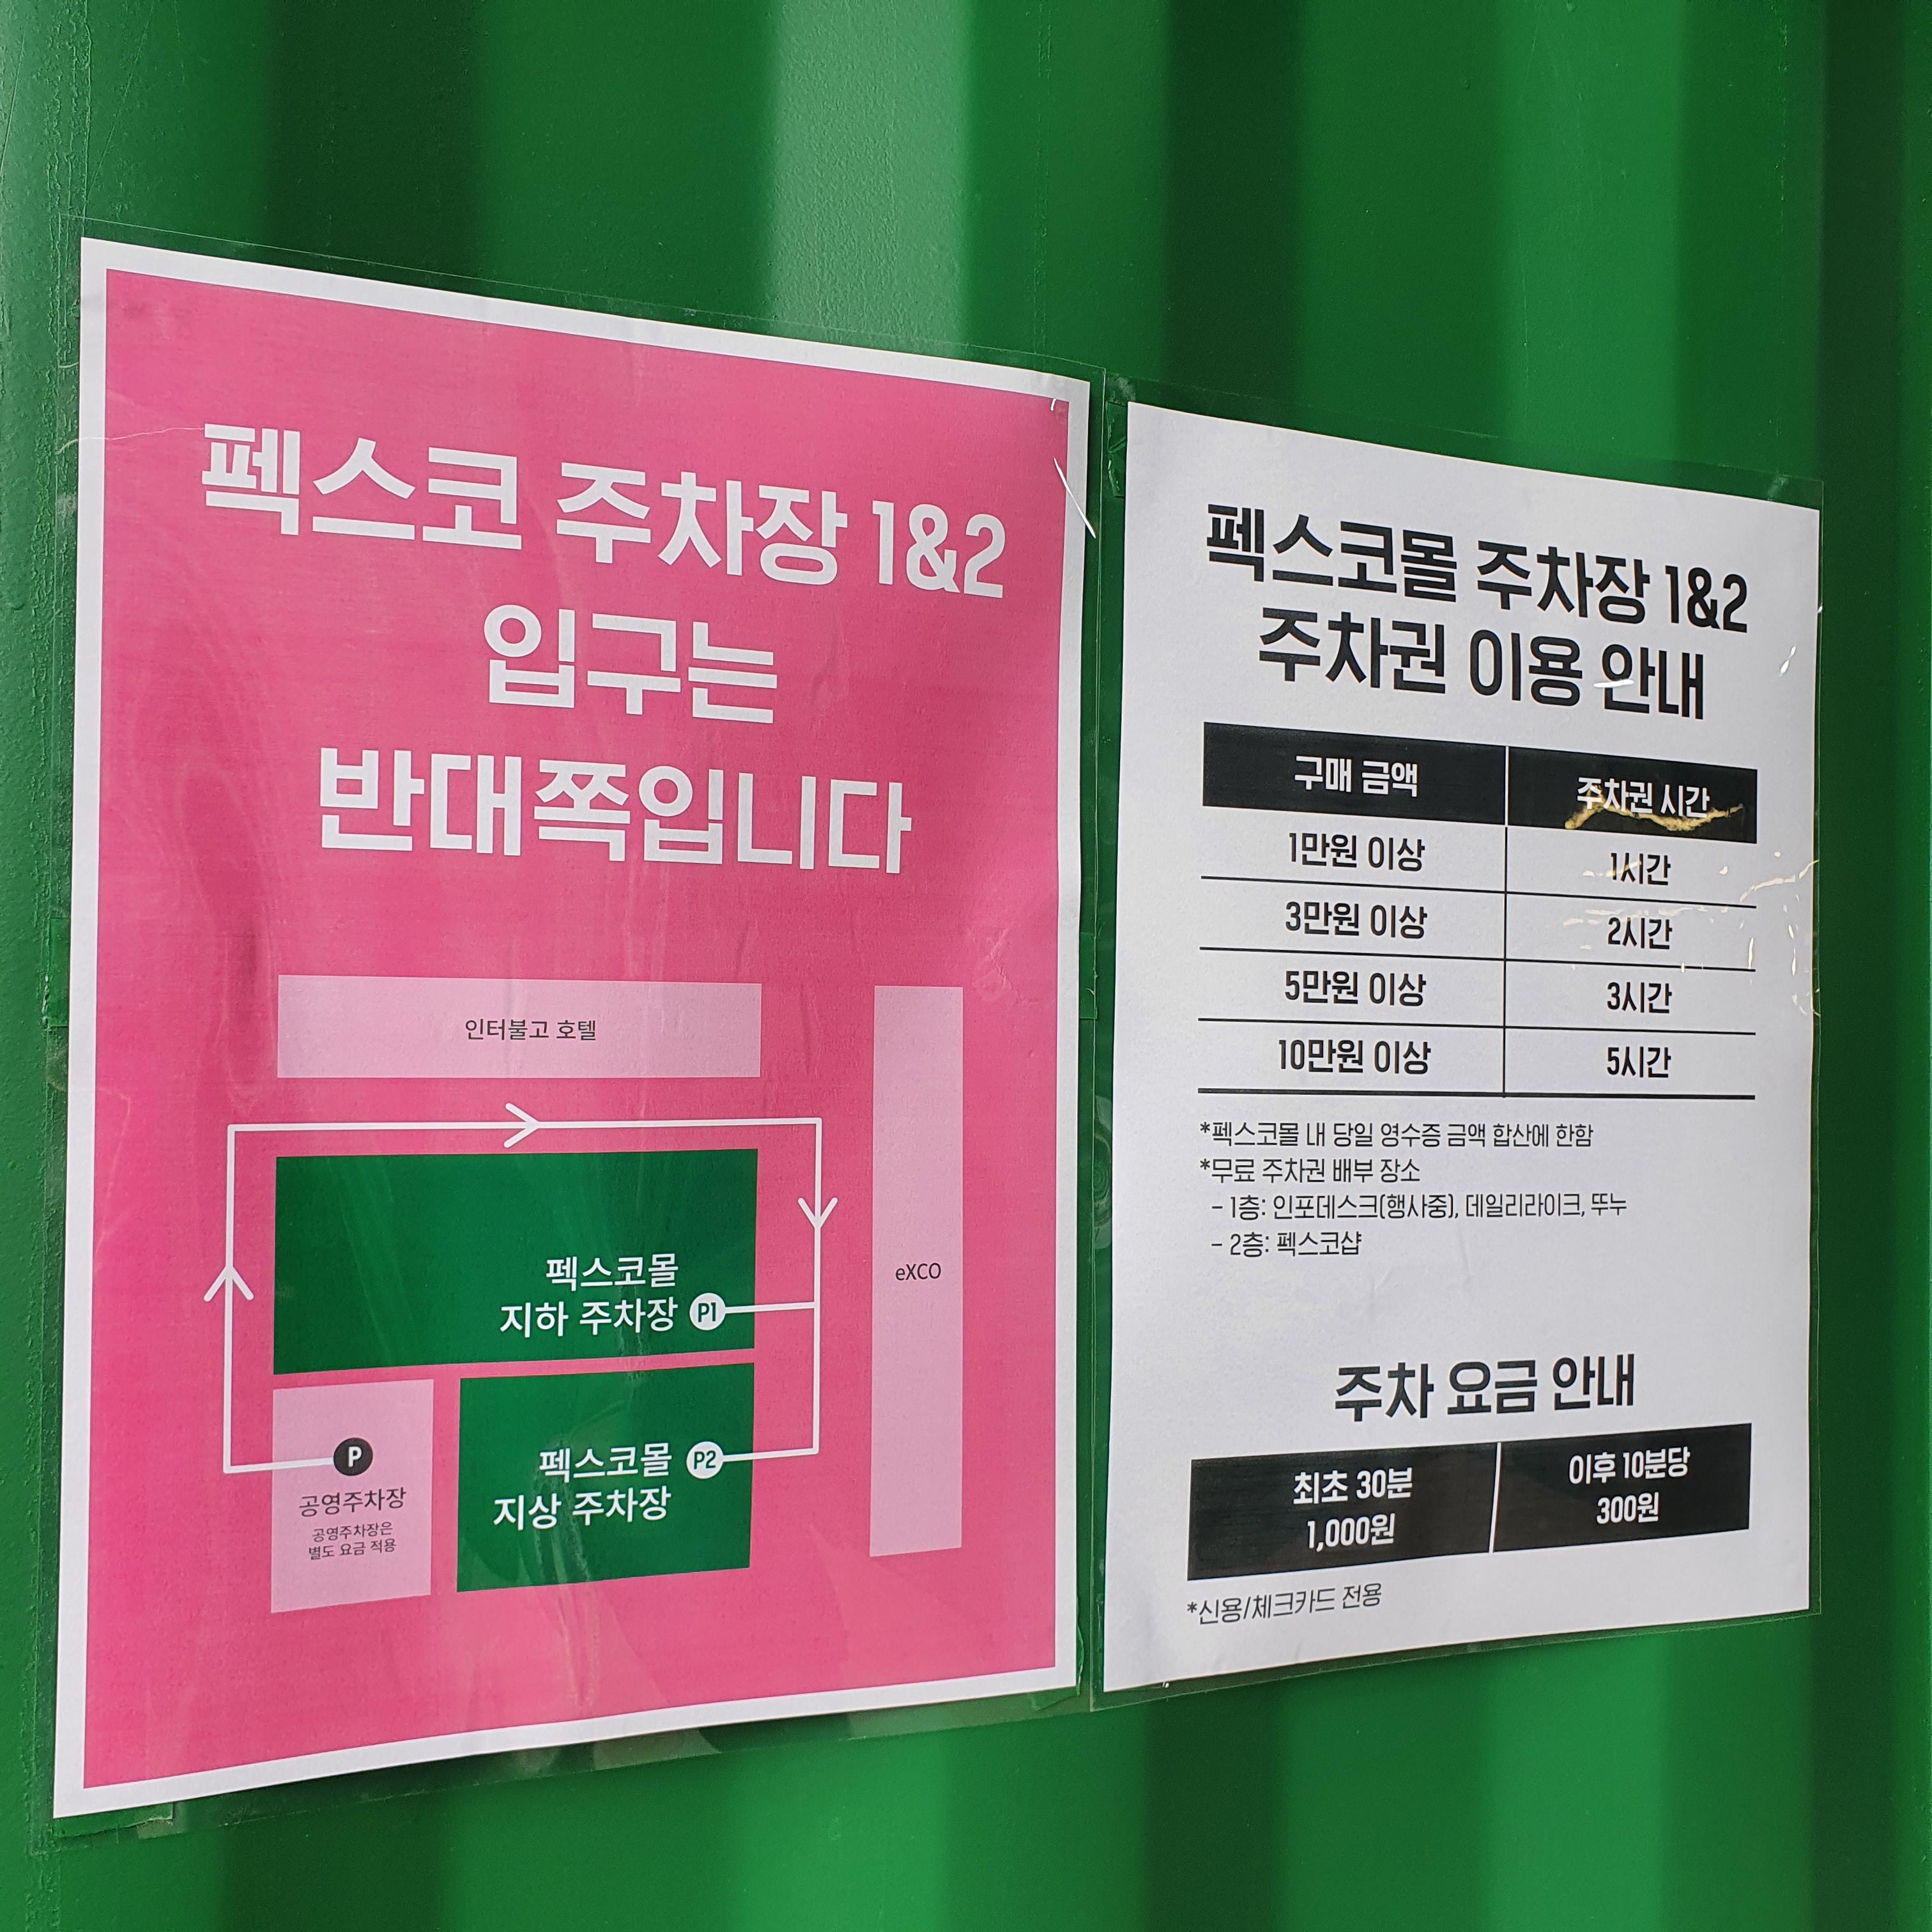 펙스코 주차장 1&2
입구는
반대쪽입니다
인터불고 호텔
eXCO
펙스코몰
지하 주차장 P1
펙스코몰 P2
지상 주차장
P
공영주차장
공영주차장은
별도 요금 적용
펙스코몰 주차장 1&2
주차권 이용 안내
구매 금액 주차권 시간
1만원 이상 1시간
3만원 이상 2시간
5만원 이상 3시간
10만원 이상 5시간
*펙스코몰 내 당일 영수증 금액 합산에 한함
*무료 주차권 배부 장소
- 1층: 인포데스크(행사중), 데일리라이크, 뚜누
- 2층: 펙스코샵
주차 요금 안내
최초 30분 이후 10분당
1,000원 300원
*신용/체크카드 전용